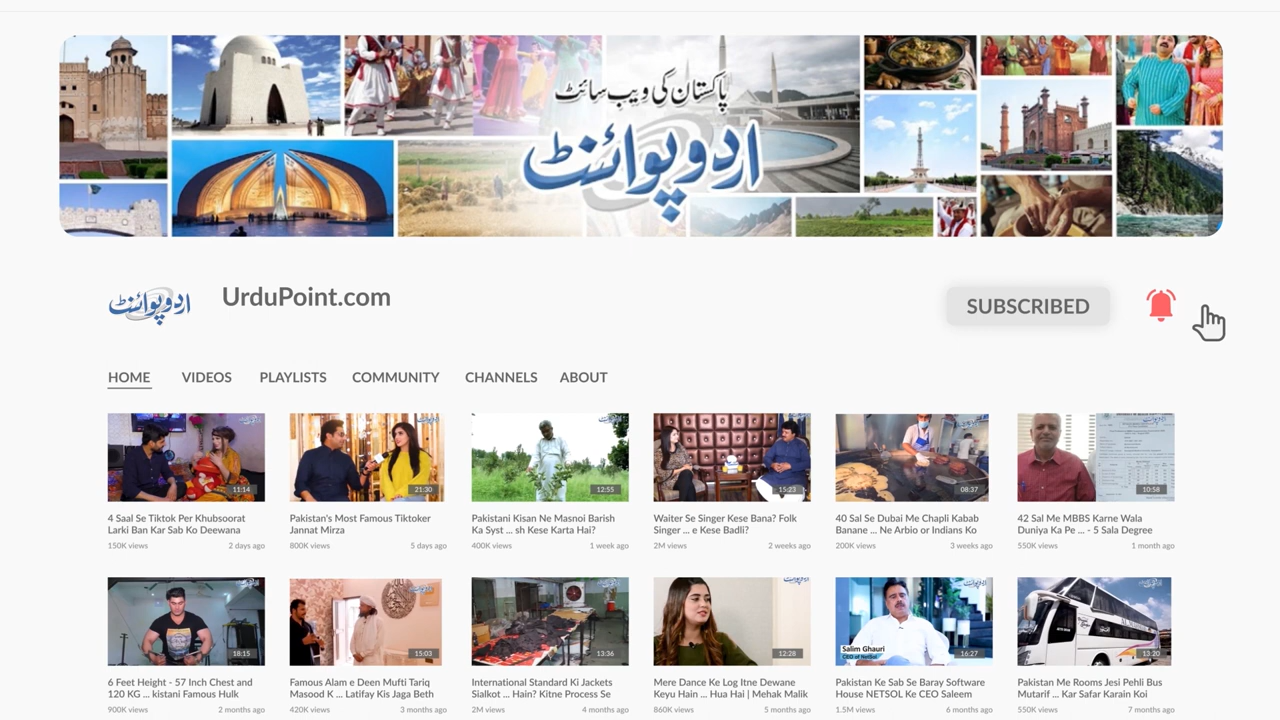 پاکستان کی ویب سائٹ
اردو پوائنٹ
اردو پوائنٹ
UrduPoint.com
SUBSCRIBED
HOME VIDEOS PLAYLISTS COMMUNITY CHANNELS ABOUT
11:14
21:30
12:55
15:23
08:37
10:58
4 Saal Se Tiktok Per Khubsoorat
Larki Ban Kar Sab Ko Deewana
150K views 2 days ago
Pakistan's Most Famous Tiktoker
Jannat Mirza
800K views 5 days ago
Pakistani Kisan Ne Masnoi Barish
Ka Syst ... sh Kese Karta Hai?
400K views 1 week ago
Waiter Se Singer Kese Bana? Folk
Singer ... e Kese Badli?
2M views 2 weeks ago
40 Sal Se Dubai Me Chapli Kabab
Banane ... Ne Arbio or Indians Ko
200K views 3 weeks ago
42 Sal Me MBBS Karne Wala
Duniya Ka Pe ... - 5 Sala Degree
550K views 1 month ago
18:15
15:03
13:36
12:28
Salim Ghauri
CEO of NetSol
16:27
13:20
6 Feet Height - 57 Inch Chest and
120 KG ... kistani Famous Hulk
900K views 2 months ago
Famous Alam e Deen Mufti Tariq
Masood K ... Latifay Kis Jaga Beth
420K views 3 months ago
International Standard Ki Jackets
Sialkot ... Hain? Kitne Process Se
2M views 4 months ago
Mere Dance Ke Log Itne Dewane
Keyu Hain ... Hua Hai | Mehak Malik
860K views 5 months ago
Pakistan Ke Sab Se Baray Software
House NETSOL Ke CEO Saleem
1.5M views 6 months ago
Pakistan Me Rooms Jesi Pehli Bus
Mutarif ... Kar Safar Karain Koi
550K views 7 months ago